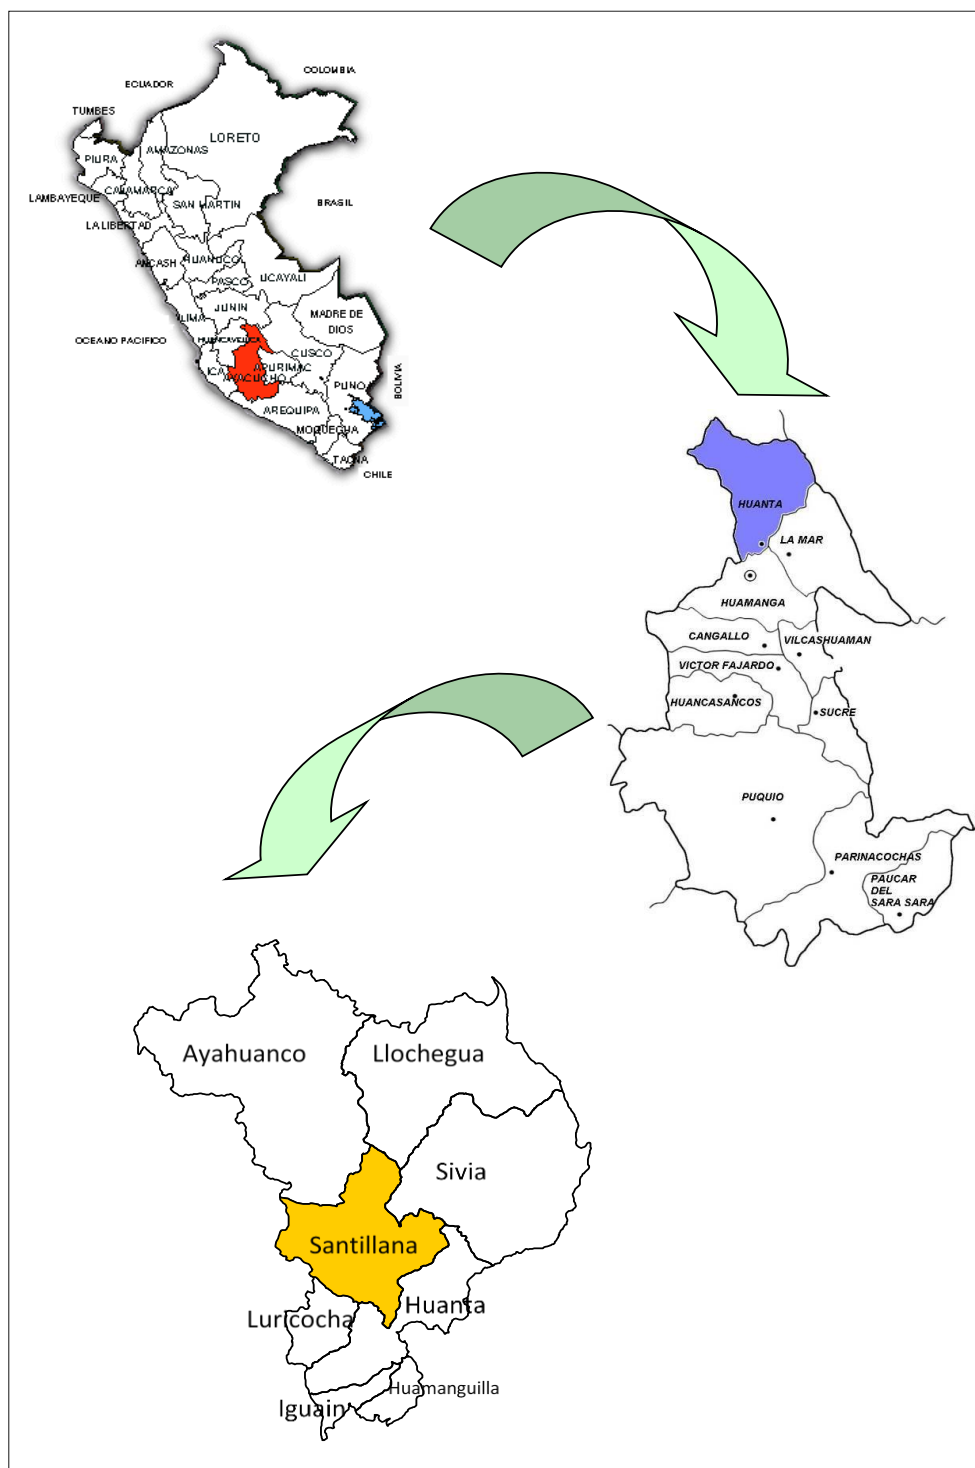 COLOMBIA
ECUADOR
TUMBES
LORETO
AMAZONAS
PIURA
CAJAMARCA
LAMBAYEQUE
SAN MARTIN
BRASIL
LA LIBERTAD
ANCASH
HUANUCO
UCAYALI
PASCO
JUNIN
LIMA
MADRE DE
DIOS
OCEANO PACIFICO
HUANCAVELICA
CUSCO
ICA
APURIMAC
AYACUCHO
PUNO
BOLIVIA
AREQUIPA
MOQUEGHA
TACNA
CHILE
HUANTA
LA MAR
HUAMANGA
CANGALLO
VILCASHUAMAN
VICTOR FAJARDO
HUANCASANCOS
SUCRE
PUQUIO
PARINACOCHAS
PAUCAR
DEL
SARA SARA
Ayahuanco
Llochegua
Sivia
Santillana
Huanta
Luricocha
Huamanguilla
Iguain